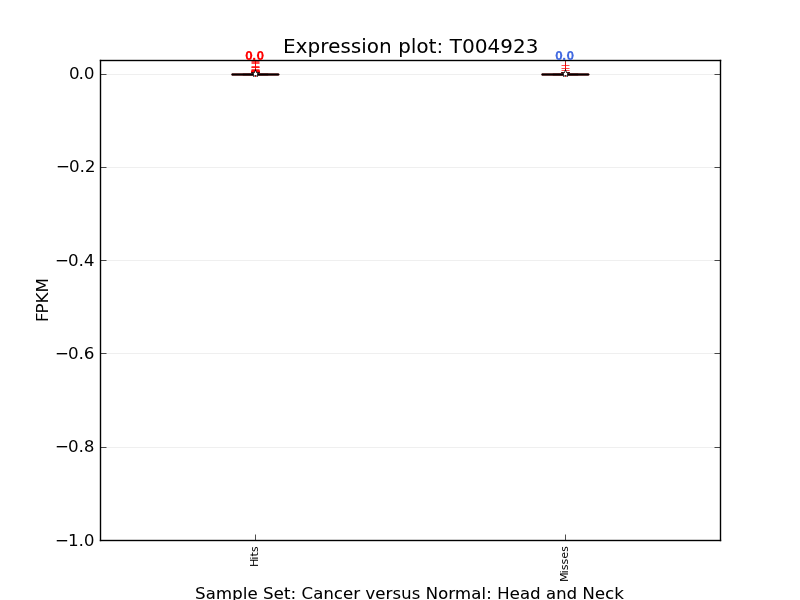 Expression plot: T004923
0.0
0.0
0.0
−0.2
−0.4
−0.6
−0.8
−1.0
FPKM
Hits
Misses
Sample Set: Cancer versus Normal: Head and Neck